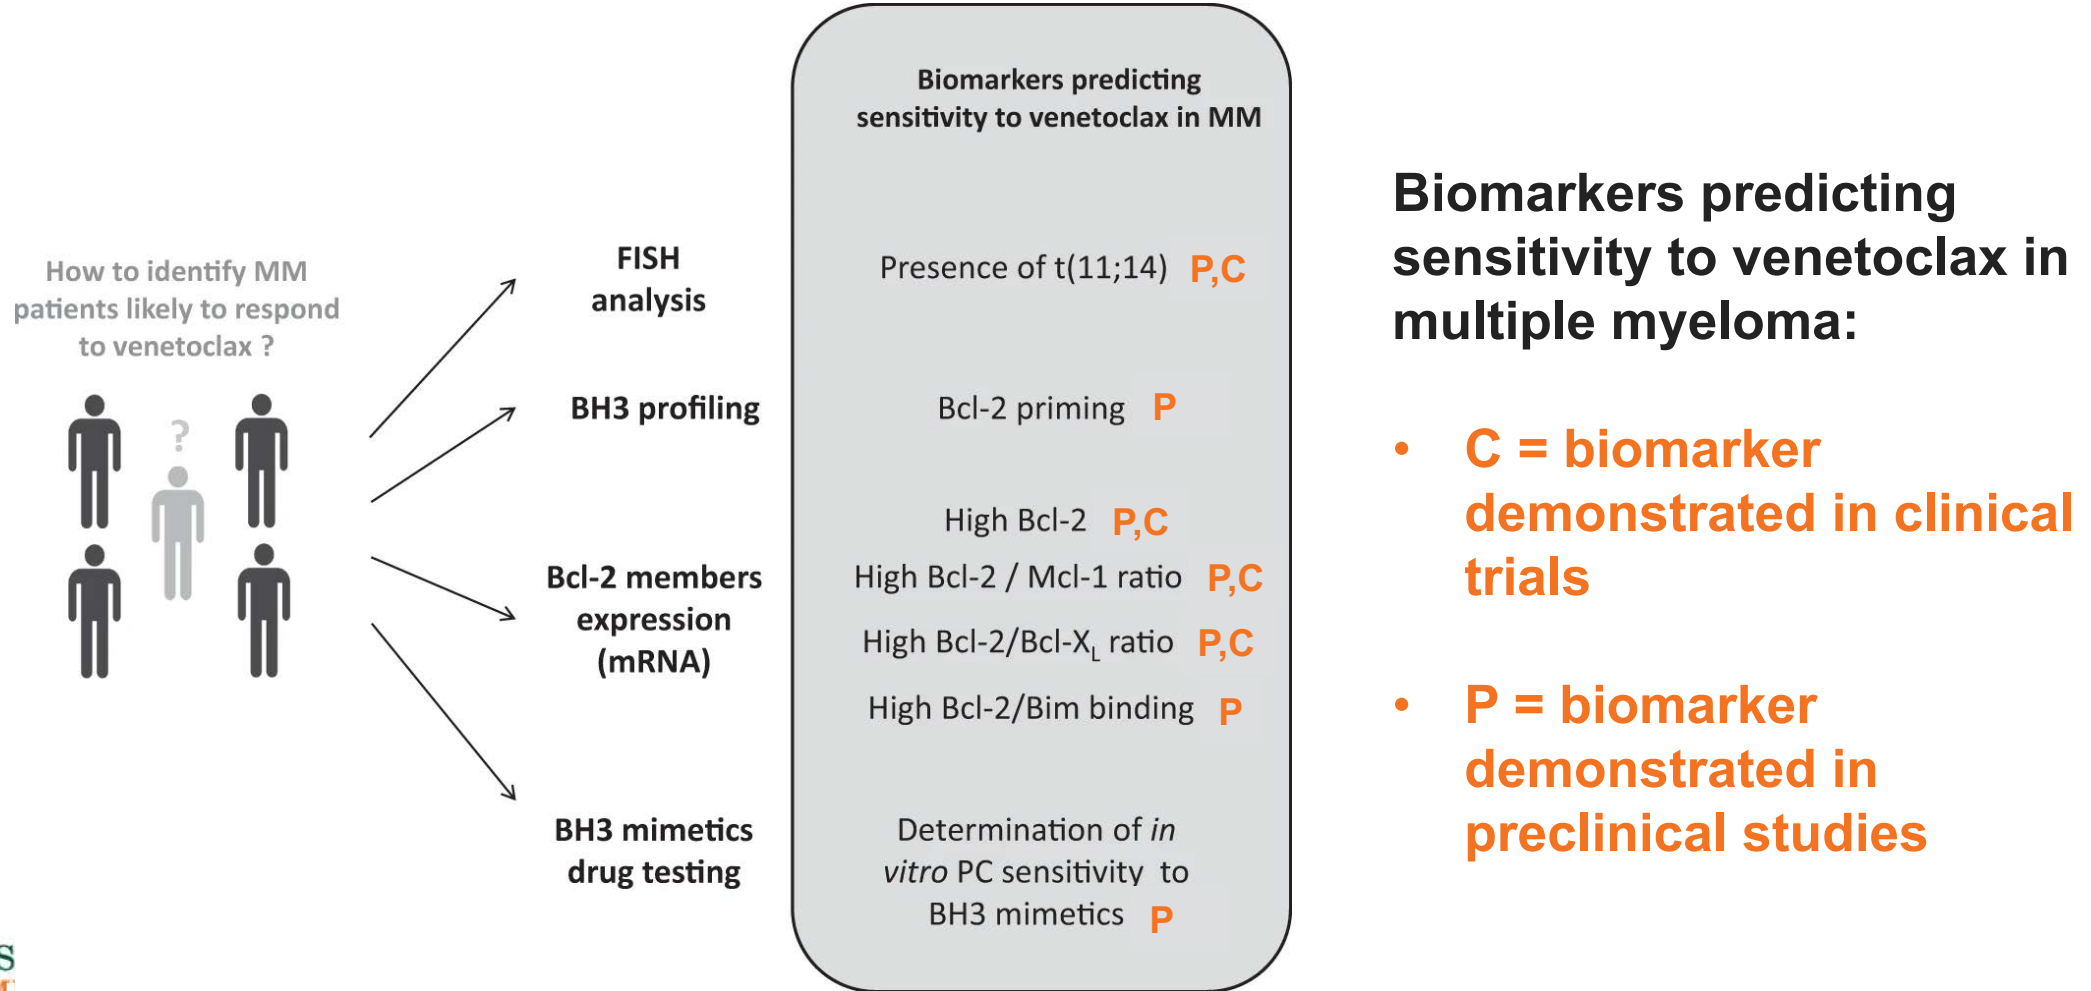 How to identify MM
patients likely to respond
to venetoclax ?
?
FISH
analysis
BH3 profiling
Bcl-2 members
expression
(mRNA)
BH3 mimetics
drug testing
Biomarkers predicting
sensitivity to venetoclax in MM
Presence of t(11;14) P,C
Bcl-2 priming P
High Bcl-2 P,C
High Bcl-2 / Mcl-1 ratio P,C
High Bcl-2/Bcl-XL ratio P,C
High Bcl-2/Bim binding P
Determination of in
vitro PC sensitivity to
BH3 mimetics P
Biomarkers predicting
sensitivity to venetoclax in
multiple myeloma:
• C = biomarker
demonstrated in clinical
trials
• P = biomarker
demonstrated in
preclinical studies
S